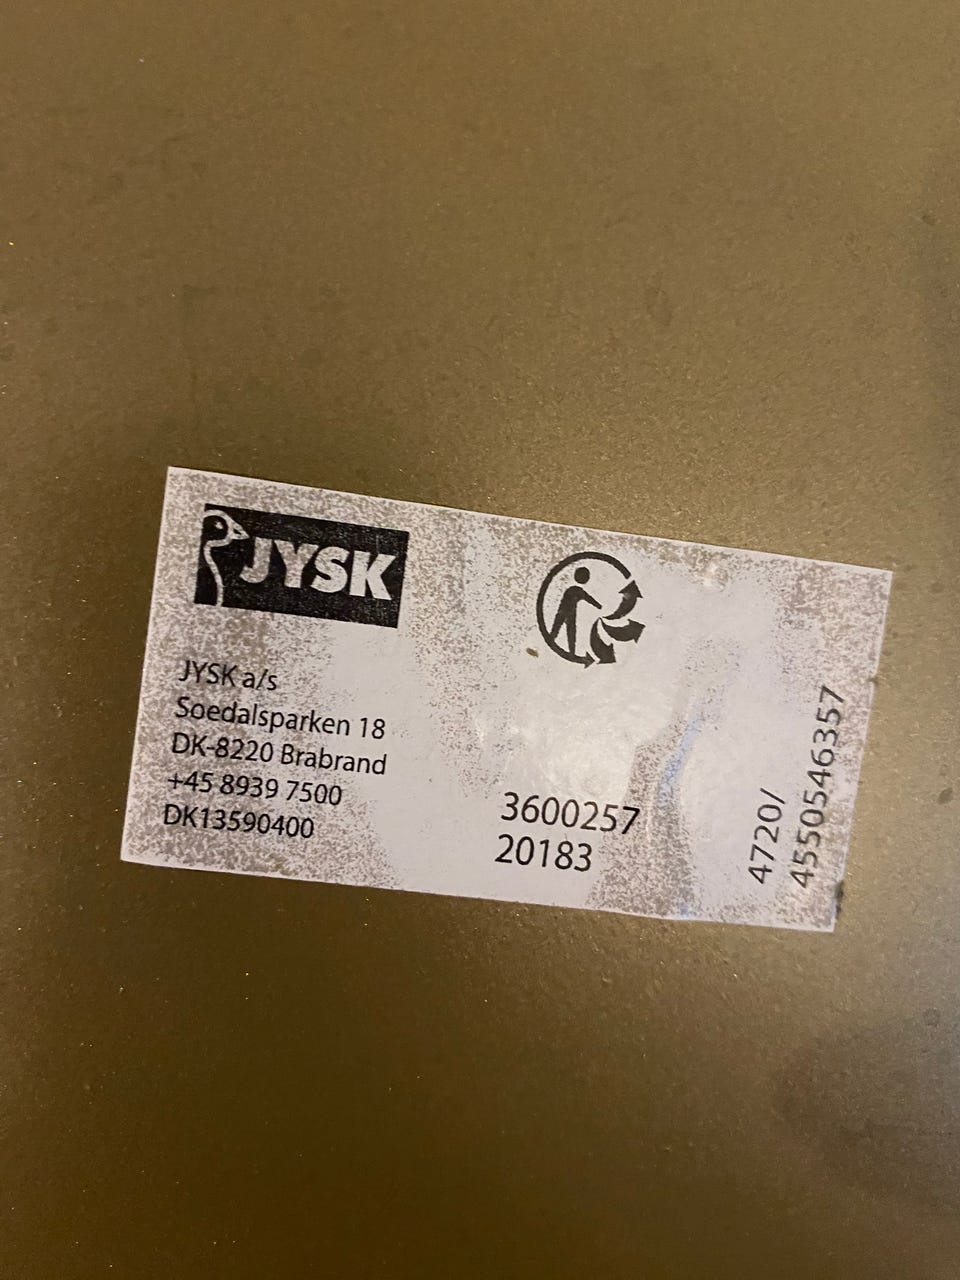 JYSK
JYSK a/s
Soedalsparken 18
DK-8220 Brabrand
+45 8939 7500
DK13590400
3600257
20183
4720/
4550546357